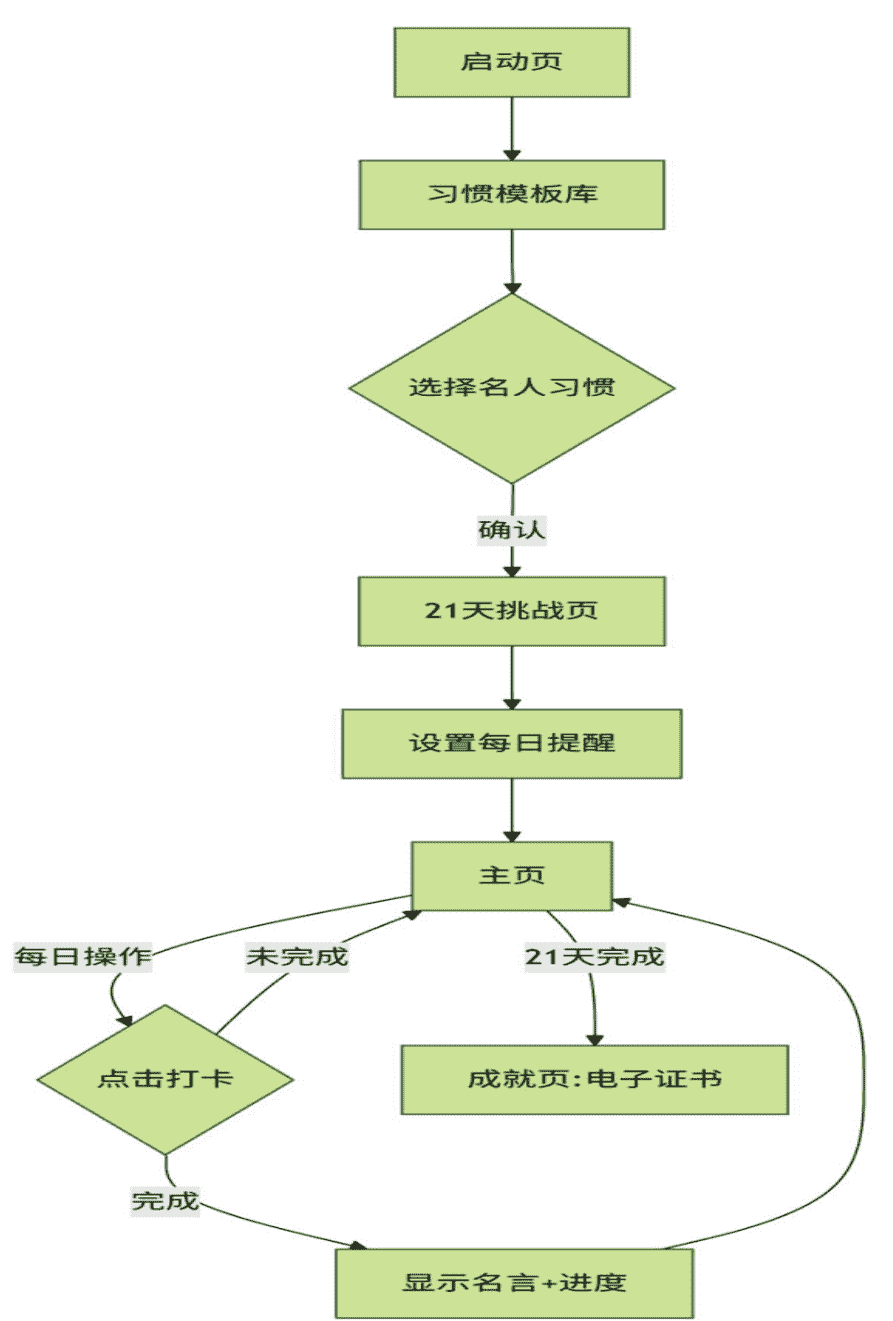 启动页
习惯模板库
选择名人习惯
确认
21天挑战页
设置每日提醒
主页
每日操作
未完成
21天完成
点击打卡
成就页:电子证书
完成
显示名言+进度